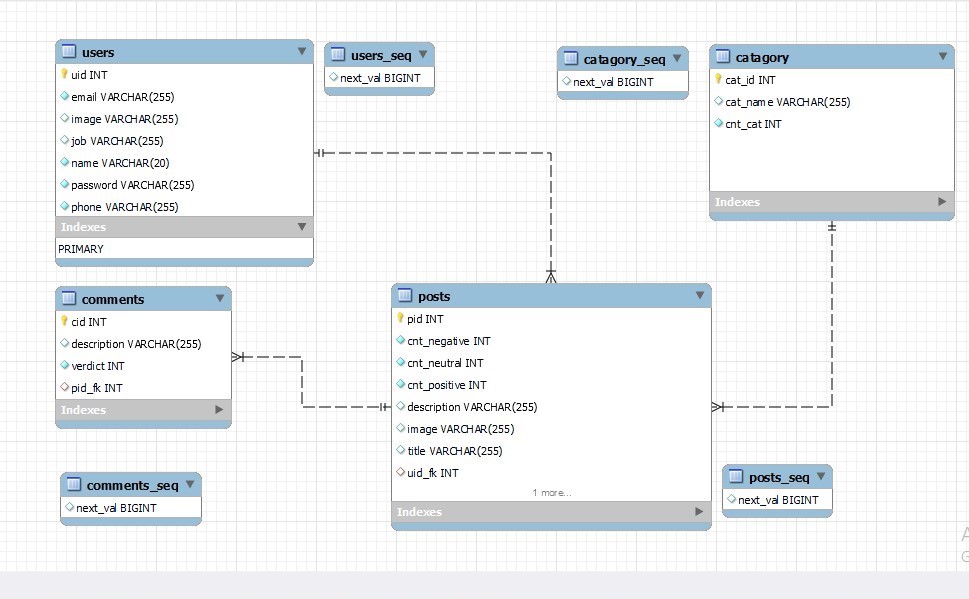 users
uid INT
email VARCHAR(255)
image VARCHAR(255)
job VARCHAR(255)
name VARCHAR(20)
password VARCHAR(255)
phone VARCHAR(255)
Indexes
PRIMARY
users_seq
next_val BIGINT
catagory_seq
next_val BIGINT
catagory
cat_id INT
cat_name VARCHAR(255)
cnt_cat INT
Indexes
comments
cid INT
description VARCHAR(255)
verdict INT
pid_fk INT
Indexes
posts
pid INT
cnt_negative INT
cnt_neutral INT
cnt_positive INT
description VARCHAR(255)
image VARCHAR(255)
title VARCHAR(255)
uid_fk INT
1 more...
Indexes
comments_seq
next_val BIGINT
posts_seq
next_val BIGINT